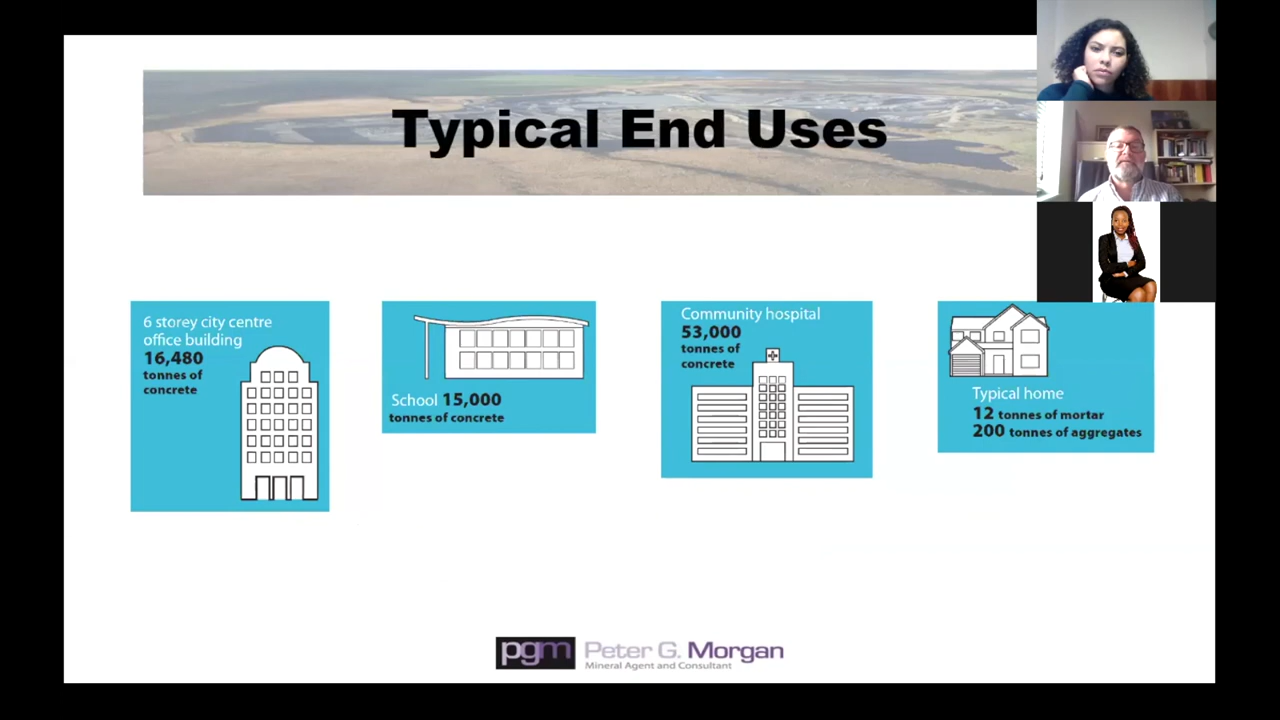 Typical End Uses
6 storey city centre
office building
16,480
tonnes of
concrete
School 15,000
tonnes of concrete
Community hospital
53,000
tonnes of
concrete
Typical home
12 tonnes of mortar
200 tonnes of aggregates
pgm Peter G. Morgan
Mineral Agent and Consultant